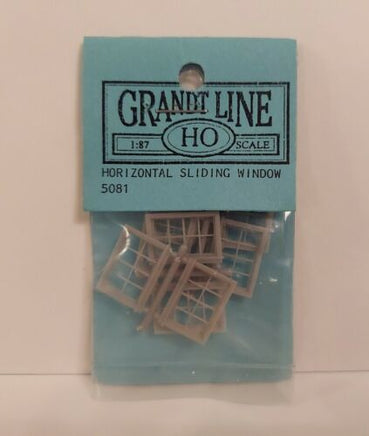 GRANDT LINE
1:87 HO SCALE
HORIZONTAL SLIDING WINDOW
5081